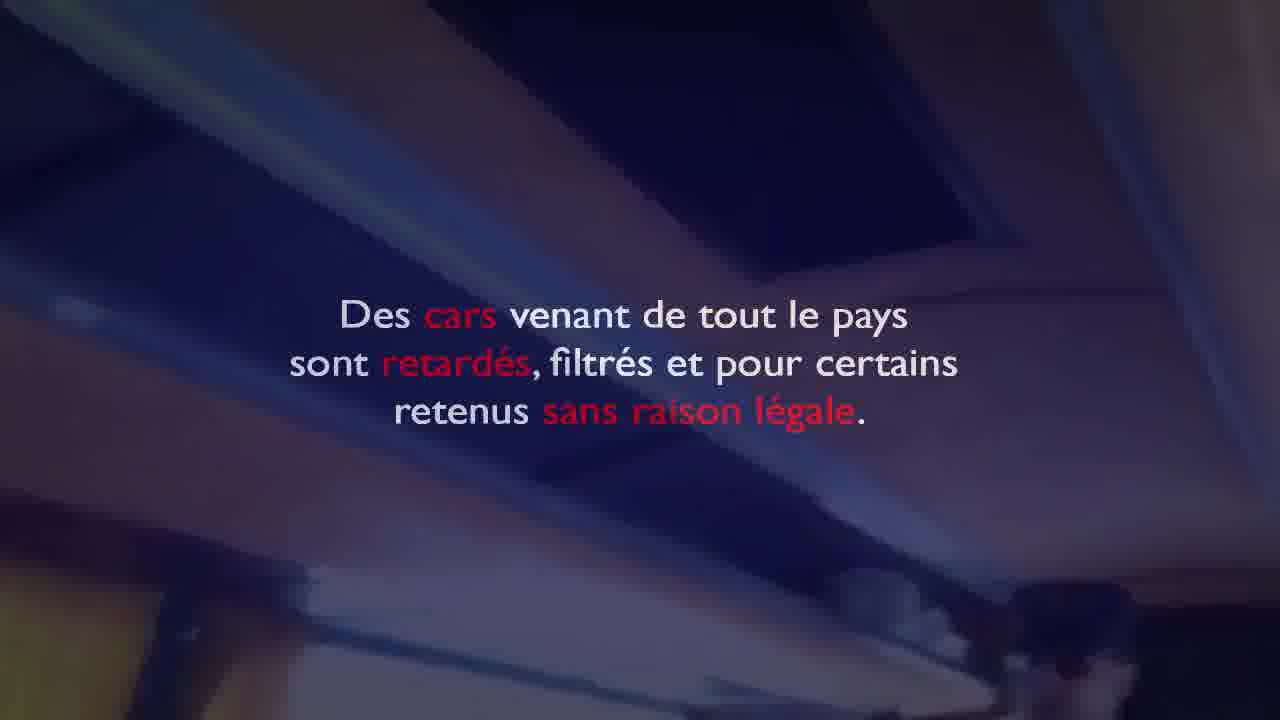 Des cars venant de tout le pays
sont retardés, filtrés et pour certains
retenus sans raison légale.